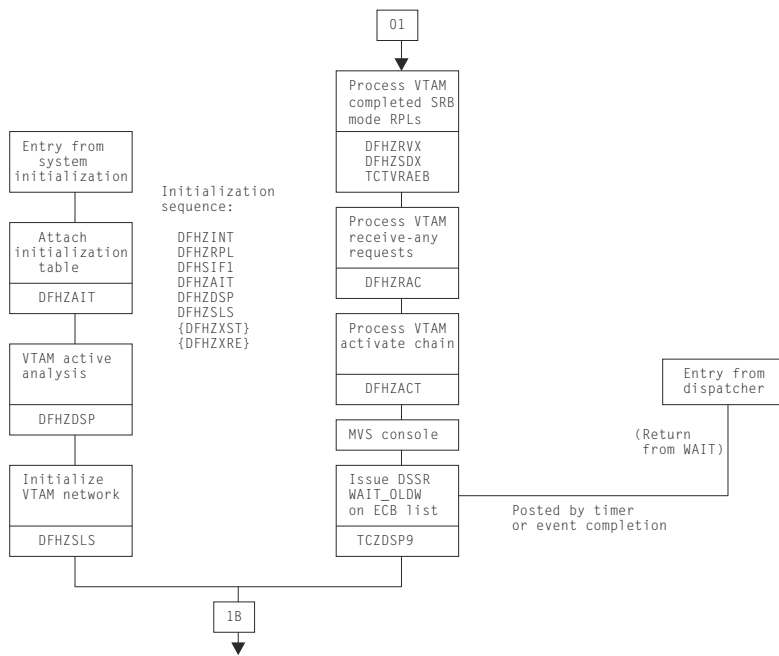 01
Entry from
system
initialization
Attach
initialization
table
DFHZAIT
VTAM active
analysis
DFHZDSP
Initialize
VTAM network
DFHZSLS
Initialization
sequence:
DFHZINT
DFHZRPL
DFHSIF1
DFHZAIT
DFHZDSP
DFHZSLS
{DFHZXST}
{DFHZXRE}
Process VTAM
completed SRB
mode RPLs
DFHZRVX
DFHZSDX
TCTVRAEB
Process VTAM
receive-any
requests
DFHZRAC
Process VTAM
activate chain
DFHZACT
MVS console
Issue DSSR
WAIT_OLDW
on ECB list
TCZDSP9
Entry from
dispatcher
(Return
from WAIT)
Posted by timer
or event completion
1B